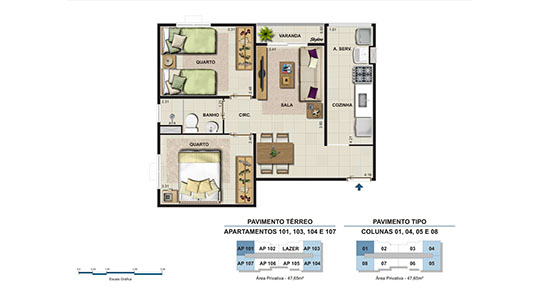 VARANDA
Skyline
A. SERV.
QUARTO
SALA
COZINHA
BANHO
CIRC.
QUARTO
PAVIMENTO TÉRREO
APARTAMENTOS 101, 103, 104 E 107
AP 101 AP 102 LAZER AP 103
AP 107 AP 106 AP 105 AP 104
Área Privativa - 47,65m²
PAVIMENTO TIPO
COLUNAS 01, 04, 05 E 08
01 02 03 04
08 07 06 05
Área Privativa - 47,65m²
Escala Gráfica